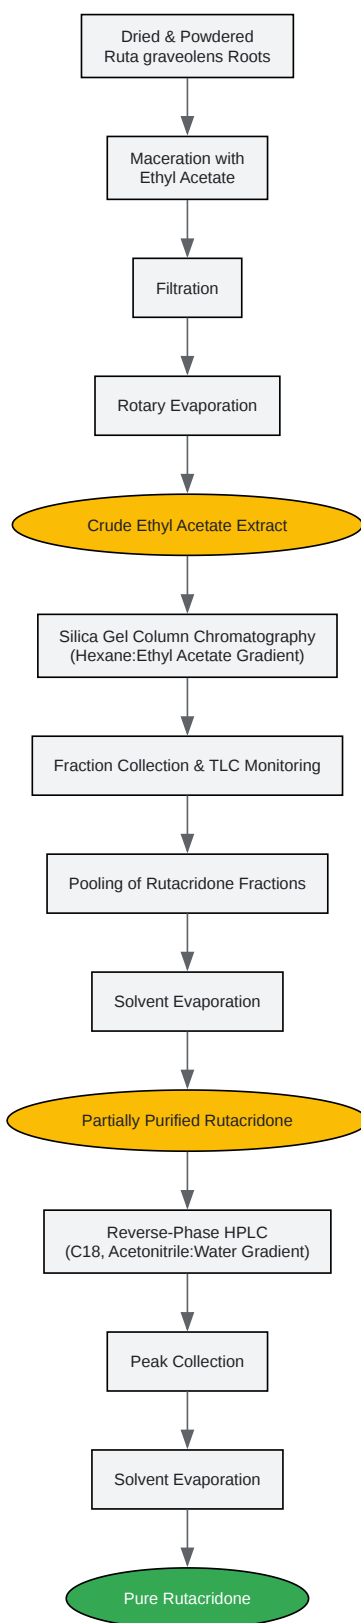 Dried & Powdered
Ruta graveolens Roots
Maceration with
Ethyl Acetate
Filtration
Rotary Evaporation
Crude Ethyl Acetate Extract
Silica Gel Column Chromatography
(Hexane:Ethyl Acetate Gradient)
Fraction Collection & TLC Monitoring
Pooling of Rutacridone Fractions
Solvent Evaporation
Partially Purified Rutacridone
Reverse-Phase HPLC
(C18, Acetonitrile:Water Gradient)
Peak Collection
Solvent Evaporation
Pure Rutacridone